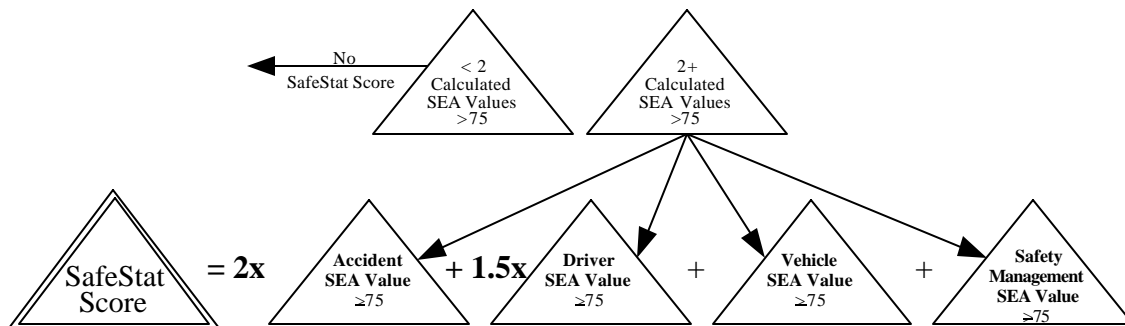 No
SafeStat Score
< 2
Calculated
SEA Values
>75
2+
Calculated
SEA Values
>75
SafeStat
Score
= 2x
Accident
SEA Value
≥75
+ 1.5x
Driver
SEA Value
≥75
+
Vehicle
SEA Value
≥75
+
Safety
Management
SEA Value
≥75